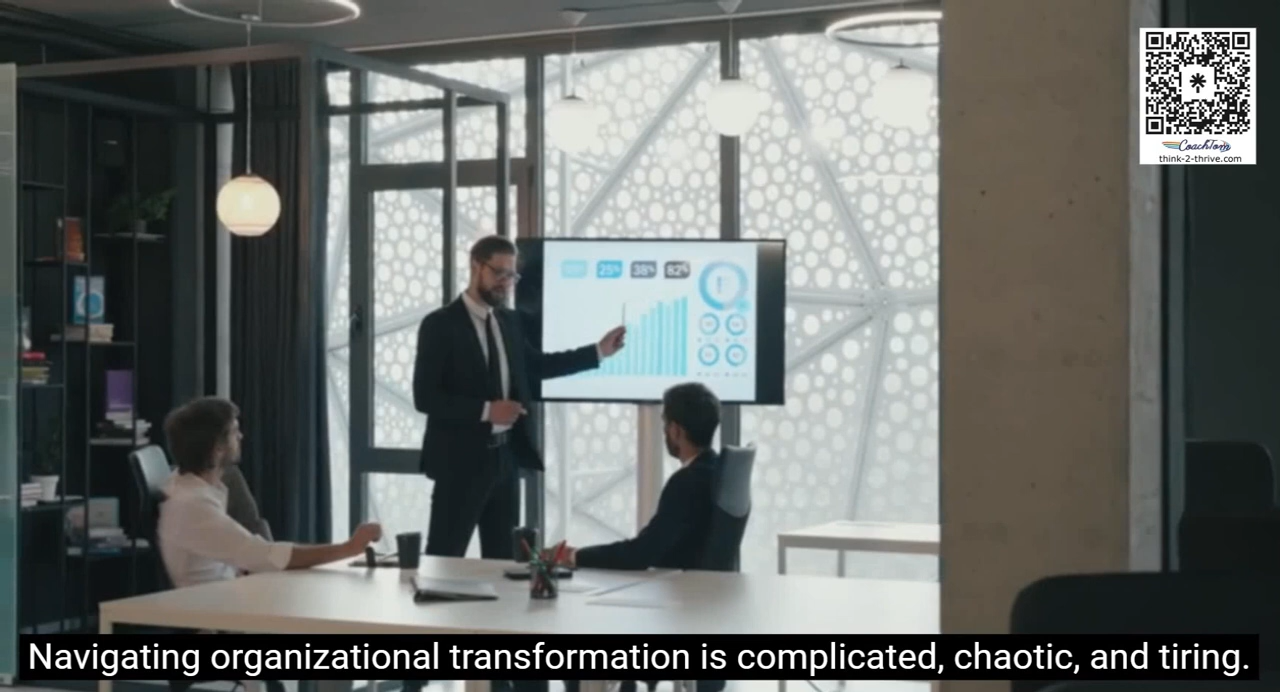 CoachTom
think-2-thrive.com
25%
38%
82%
Navigating organizational transformation is complicated, chaotic, and tiring.